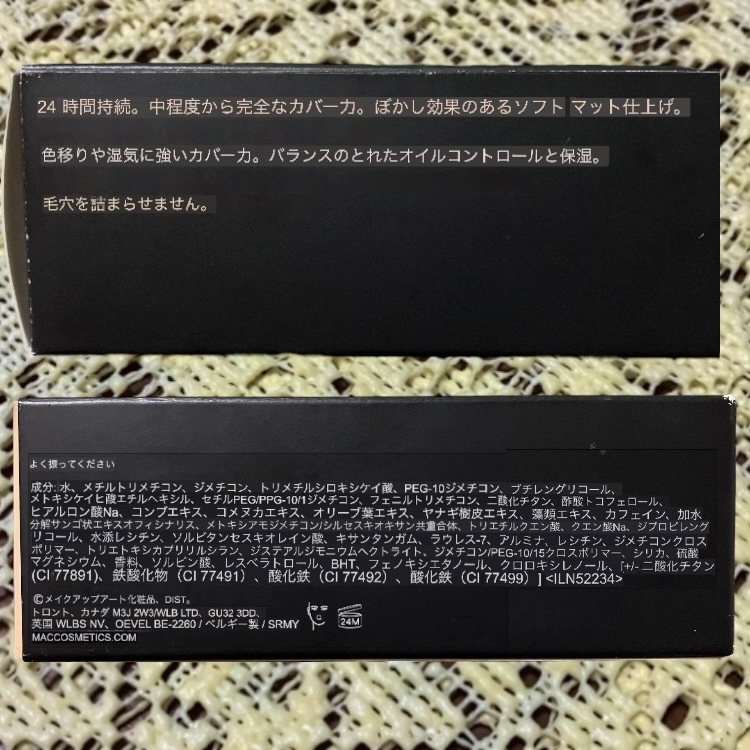 24 時間持続。中程度から完全なカバー力。ぼかし効果のあるソフト マット仕上げ。
色移りや湿気に強いカバー力。バランスのとれたオイルコントロールと保湿。
毛穴を詰まらせません。
よく振ってください
成分: 水、メチルトリメチコン、ジメチコン、トリメチルシロキシケイ酸、PEG-10ジメチコン、ブチレングリコール、
メトキシケイヒ酸エチルヘキシル、セチルPEG/PPG-10/1ジメチコン、フェニルトリメチコン、二酸化チタン、酢酸トコフェロール、
ヒアルロン酸Na、コンブエキス、コメヌカエキス、オリーブ葉エキス、ヤナギ樹皮エキス、藻類エキス、カフェイン、加水
分解サンゴ状エキスオフィシナリス、メトキシアモジメチコン/シルセスキオキサン共重合体、トリエチルクエン酸、クエン酸Na、ジプロピレング
リコール、水添レシチン、ソルビタンセスキオレイン酸、キサンタンガム、ラウレス-7、アルミナ、レシチン、ジメチコンクロス
ポリマー、トリエトキシカプリリルシラン、ジステアルジモニウムヘクトライト、ジメチコン/PEG-10/15クロスポリマー、シリカ、硫酸
マグネシウム、香料、ソルビン酸、レスベラトロール、BHT、フェノキシエタノール、クロロキシレノール、[+/- 二酸化チタン
(CI 77891)、鉄酸化物（CI 77491）、酸化鉄（CI 77492）、酸化鉄（CI 77499）] <ILN52234>
©メイクアップアート化粧品、DIST。
トロント、カナダ M3J 2W3/WLB LTD、GU32 3DD、
英国 WLBS NV、OEVEL BE-2260 / ベルギー製 / SRMY
MACCOSMETICS.COM
24M